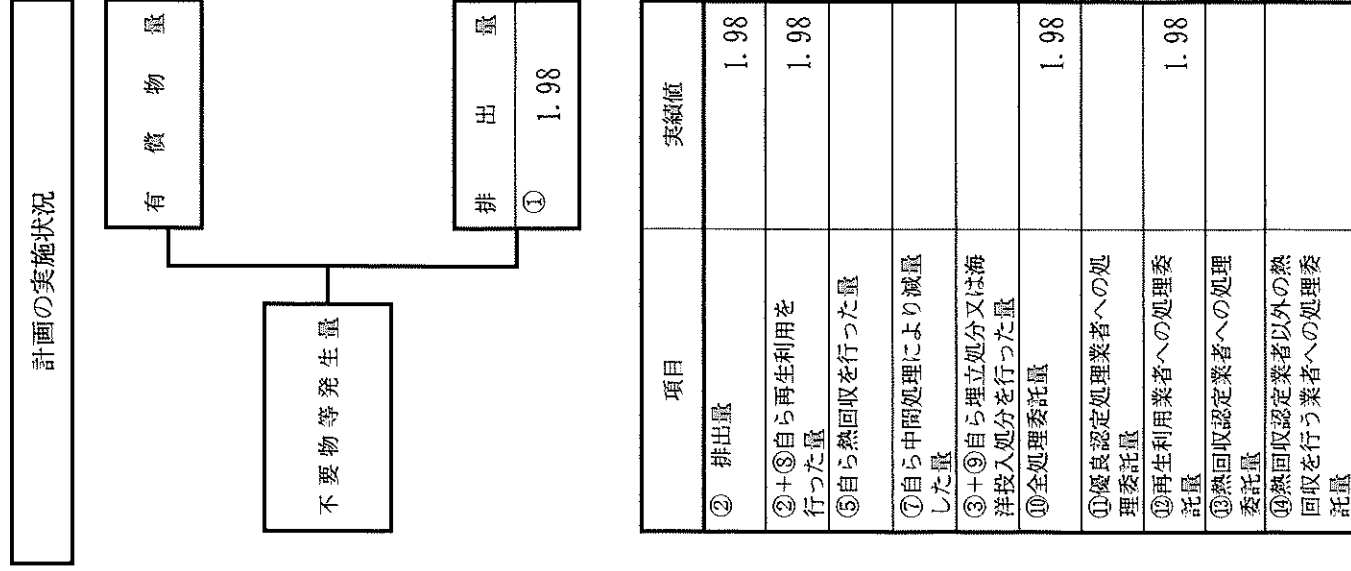 計画の実施状況
有償物量
不要物等発生量
排出量
①
1.98
項目
実績値
② 排出量
1.98
②+⑧自ら再生利用を
行った量
1.98
⑤自ら熱回収を行った量
⑦自ら中間処理により減量
した量
③+⑨自ら埋立処分又は海
洋投入処分を行った量
⑩全処理委託量
1.98
⑪優良認定処理業者への処
理委託量
⑫再生利用業者への処理委
託量
1.98
⑬熱回収認定業者への処理
委託量
⑭熱回収認定業者以外の熱
回収を行う業者への処理委
託量